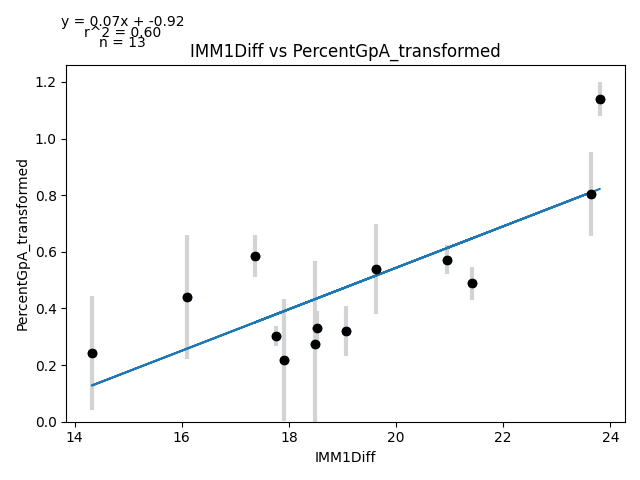 y = 0.07x + -0.92
r^2 = 0.60
n = 13
IMM1Diff vs PercentGpA_transformed
PercentGpA_transformed
1.2
1.0
0.8
0.6
0.4
0.2
0.0
14 16 18 20 22 24
IMM1Diff